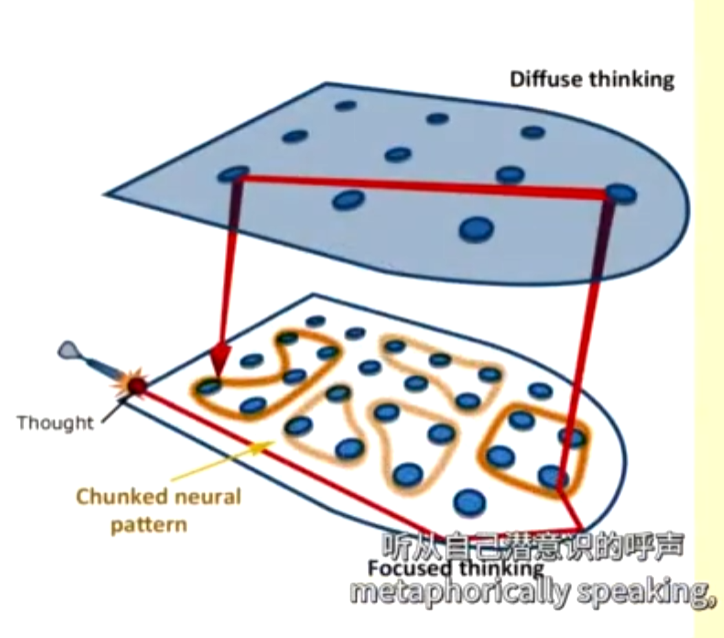 Diffuse thinking
Thought
Chunked neural
pattern
听从自己潜意识的呼声
Focused thinking
metaphorically speaking,